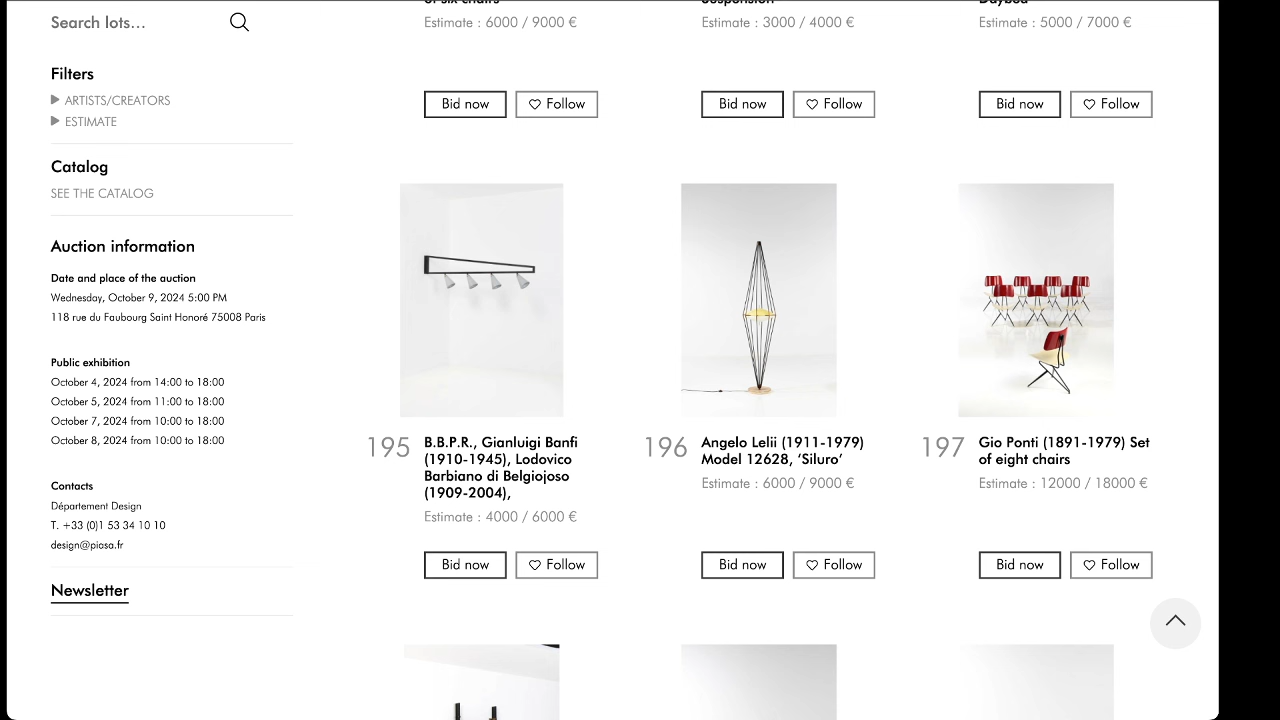 Search lots...
Filters
ARTISTS/CREATORS
ESTIMATE
Catalog
SEE THE CATALOG
Auction information
Date and place of the auction
Wednesday, October 9, 2024 5:00 PM
118 rue du Faubourg Saint Honoré 75008 Paris
Public exhibition
October 4, 2024 from 14:00 to 18:00
October 5, 2024 from 11:00 to 18:00
October 7, 2024 from 10:00 to 18:00
October 8, 2024 from 10:00 to 18:00
Contacts
Département Design
T. +33 (0)1 53 34 10 10
design@piasa.fr
Newsletter
of six chairs
Estimate : 6000 / 9000 €
Bid now
Follow
Suspension
Estimate : 3000 / 4000 €
Bid now
Follow
Daybed
Estimate : 5000 / 7000 €
Bid now
Follow
195
B.B.P.R., Gianluigi Banfi
(1910-1945), Lodovico
Barbiano di Belgiojoso
(1909-2004),
Estimate : 4000 / 6000 €
Bid now
Follow
196
Angelo Lelii (1911-1979)
Model 12628, ‘Siluro’
Estimate : 6000 / 9000 €
Bid now
Follow
197
Gio Ponti (1891-1979) Set
of eight chairs
Estimate : 12000 / 18000 €
Bid now
Follow